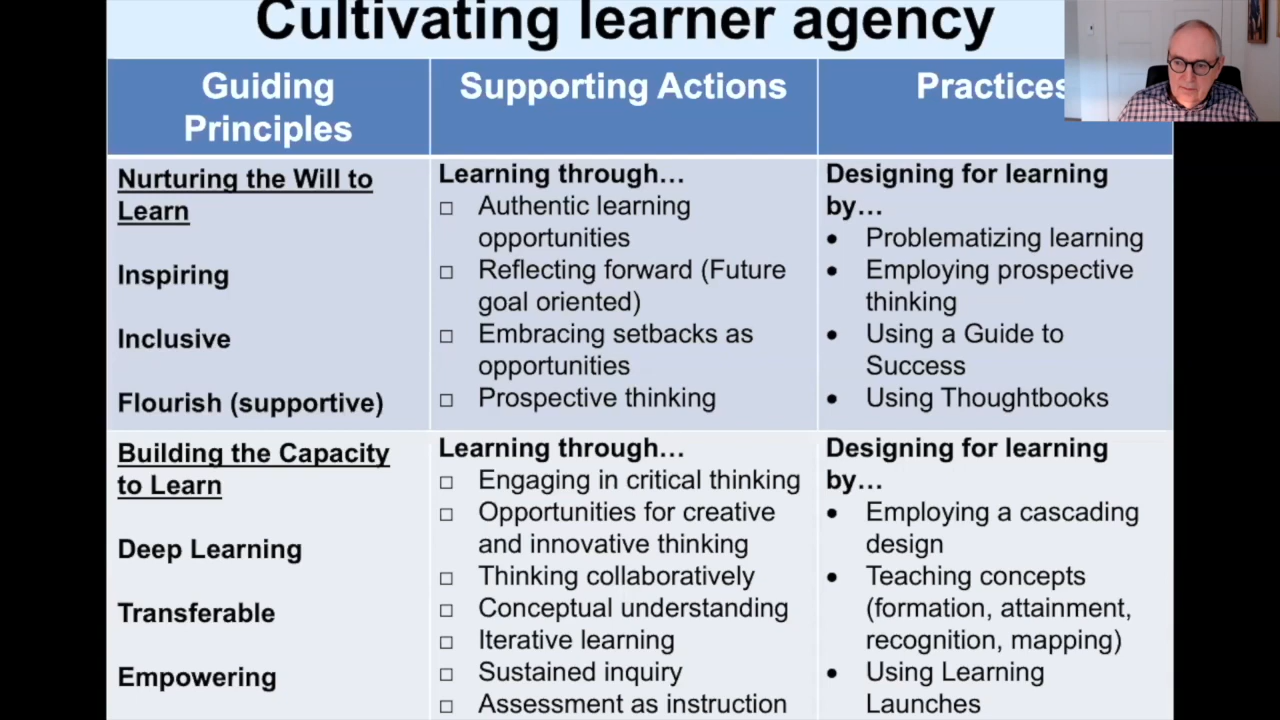 Cultivating learner agency
Guiding
Principles
Supporting Actions
Practices
Nurturing the Will to
Learn
Inspiring
Inclusive
Flourish (supportive)
Learning through…
□ Authentic learning
opportunities
□ Reflecting forward (Future
goal oriented)
□ Embracing setbacks as
opportunities
□ Prospective thinking
Designing for learning
by…
• Problematizing learning
• Employing prospective
thinking
• Using a Guide to
Success
• Using Thoughtbooks
Building the Capacity
to Learn
Deep Learning
Transferable
Empowering
Learning through…
□ Engaging in critical thinking
□ Opportunities for creative
and innovative thinking
□ Thinking collaboratively
□ Conceptual understanding
□ Iterative learning
□ Sustained inquiry
□ Assessment as instruction
Designing for learning
by…
• Employing a cascading
design
• Teaching concepts
(formation, attainment,
recognition, mapping)
• Using Learning
Launches